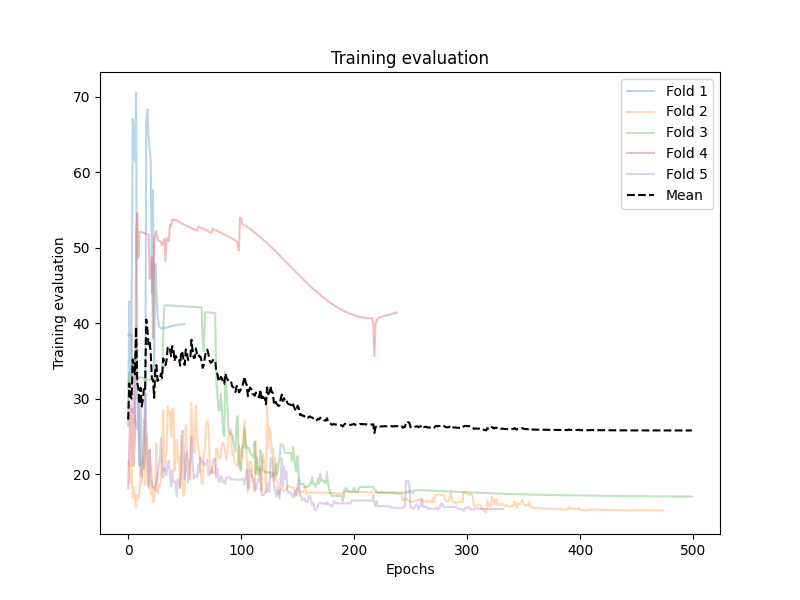 Training evaluation
Training evaluation
70
60
50
40
30
20
0
100
200
300
400
500
Epochs
Fold 1
Fold 2
Fold 3
Fold 4
Fold 5
Mean